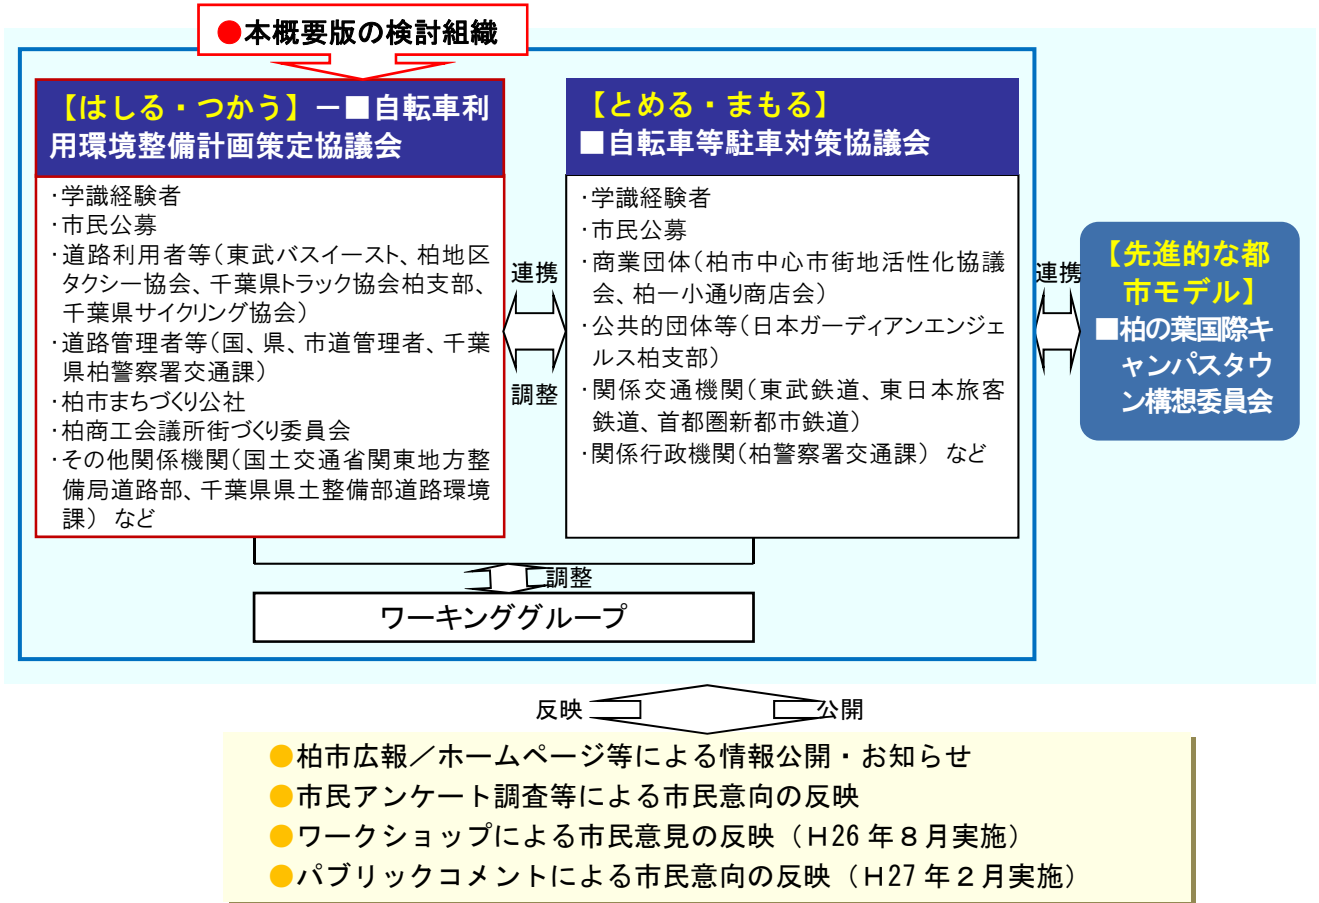 ●本概要版の検討組織
【はしる・つかう】－■自転車利
用環境整備計画策定協議会
・学識経験者
・市民公募
・道路利用者等（東武バスイースト、柏地区
タクシー協会、千葉県トラック協会柏支部、
千葉県サイクリング協会）
・道路管理者等（国、県、市道管理者、千葉
県柏警察署交通課）
・柏市まちづくり公社
・柏商工会議所街づくり委員会
・その他関係機関（国土交通省関東地方整
備局道路部、千葉県県土整備部道路環境
課） など
連携
調整
【とめる・まもる】
■自転車等駐車対策協議会
・学識経験者
・市民公募
・商業団体（柏市中心市街地活性化協議
会、柏一小通り商店会）
・公共的団体等（日本ガーディアンエンジェ
ルス柏支部）
・関係交通機関（東武鉄道、東日本旅客
鉄道、首都圏新都市鉄道）
・関係行政機関（柏警察署交通課） など
連携
【先進的な都
市モデル】
■柏の葉国際キ
ャンパスタウ
ン構想委員会
調整
ワーキンググループ
反映
公開
●柏市広報／ホームページ等による情報公開・お知らせ
●市民アンケート調査等による市民意向の反映
●ワークショップによる市民意見の反映（Ｈ26 年８月実施）
●パブリックコメントによる市民意向の反映（Ｈ27 年２月実施）